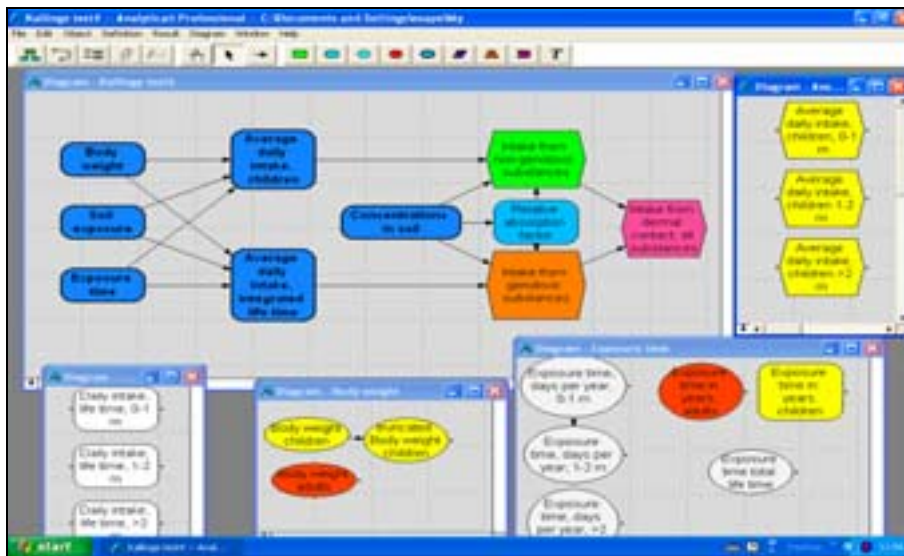 File Edit Object Definition Result Diagram Window Help
Body
weight
Soil
exposure
Exposure
time
Average
daily
intake,
children
Average
daily
intake,
integrated
life time
Concentrations
in soil
Intake from
substances
Relative
absorption
factor
Intake from
genotoxic
substances
Intake from
dermal
contact, all
substances
Average
daily intake,
children, 0-1
m
Average
daily intake,
children 1-2
m
Average
daily intake,
children >2
m
Diagram
Daily intake,
life time, 0-1
m
Daily intake,
life time, 1-2
m
Daily intake,
life time, >2
Diagram - Body weight
Body weight
children
Truncated
Body weight
children
Body weight
adults
Diagram - Exposure time
Exposure time,
days per year,
0-1 m
Exposure
time, days per
year, 1-2 m
Exposure
time, days
per year, >2
Exposure
time in
years,
adults
Exposure
time in
years,
children
Exposure
time total
life time
start